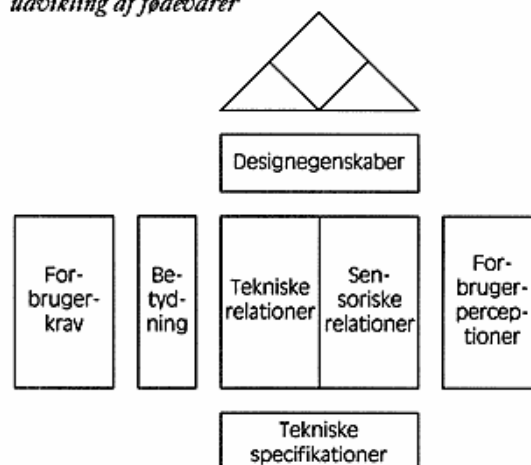 udvikling af fødevarer
Designegenskaber
For-
bruger-
krav
Be-
tyd-
ning
Tekniske
relationer
Sen-
soriske
relationer
For-
bruger-
percep-
tioner
Tekniske
specifikationer